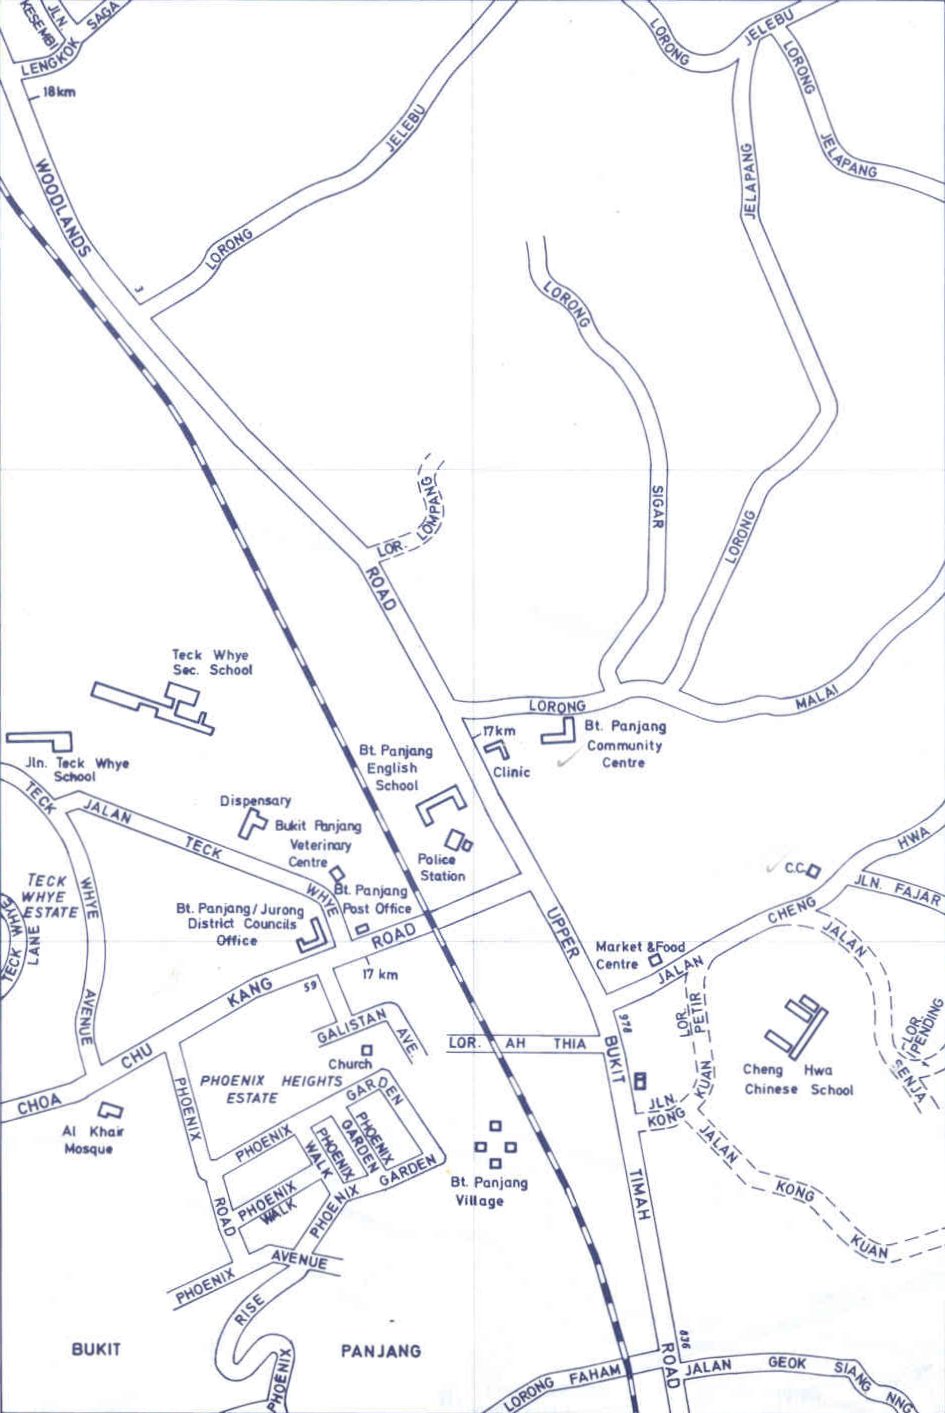 JLN.
KESEMBI
LENGKOK SAGA
18km
WOODLANDS
3
LORONG JELEBU
LORONG JELEBU
LORONG
JELAPANG
JELAPANG
LORONG
LORONG
SIGAR
LOR. LOMPANG
ROAD
Teck Whye
Sec. School
LORONG MALAI
17km
Clinic
Bt. Panjang
Community
Centre
Jln. Teck Whye
School
Bt. Panjang
English
School
TECK
WHYE
AVENUE
JALAN
TECK
WHYE
Dispensary
Bukit Panjang
Veterinary
Centre
Police
Station
TECK
WHYE
ESTATE
TECK WHYE
LANE
Bt. Panjang
Post Office
Bt. Panjang/Jurong
District Councils
Office
C.C.
HWA
JLN. FAJAR
CHENG
JALAN
UPPER
Market & Food
Centre
JALAN
ROAD
17 km
59
KANG
CHU
CHOA
GALISTAN
AVE.
LOR. AH THIA
978
BUKIT
LOR.
PETIR
KUAN
JLN.
KONG
Cheng Hwa
Chinese School
LOR.
PENDING
SENJA
Church
PHOENIX HEIGHTS
ESTATE
GARDEN
PHOENIX
PHOENIX
PHOENIX
WALK
PHOENIX
GARDEN
PHOENIX
GARDEN
Al Khair
Mosque
ROAD
PHOENIX
WALK
PHOENIX
Bt. Panjang
Village
TIMAH
JALAN
KONG
KUAN
PHOENIX AVENUE
RISE
PHOENIX
BUKIT PANJANG
836
ROAD
LORONG FAHAM
JALAN GEOK SIANG NNG